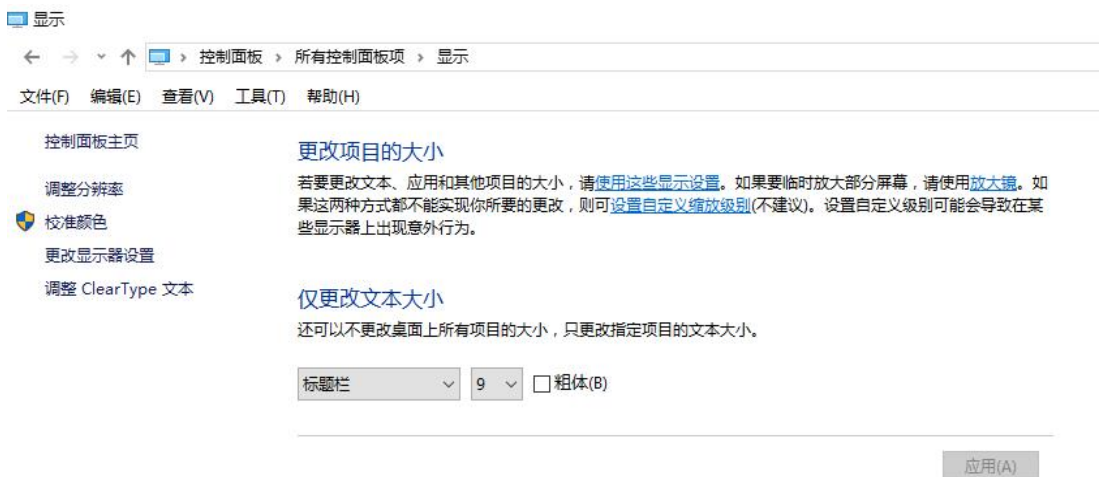 显示
控制面板 › 所有控制面板项 › 显示
文件(F) 编辑(E) 查看(V) 工具(T) 帮助(H)
控制面板主页
调整分辨率
校准颜色
更改显示器设置
调整 ClearType 文本
更改项目的大小
若要更改文本、应用和其他项目的大小，请使用这些显示设置。如果要临时放大部分屏幕，请使用放大镜。如
果这两种方式都不能实现你所要的更改，则可设置自定义缩放级别(不建议)。设置自定义级别可能会导致在某
些显示器上出现意外行为。
仅更改文本大小
还可以不更改桌面上所有项目的大小，只更改指定项目的文本大小。
标题栏 9 粗体(B)
应用(A)